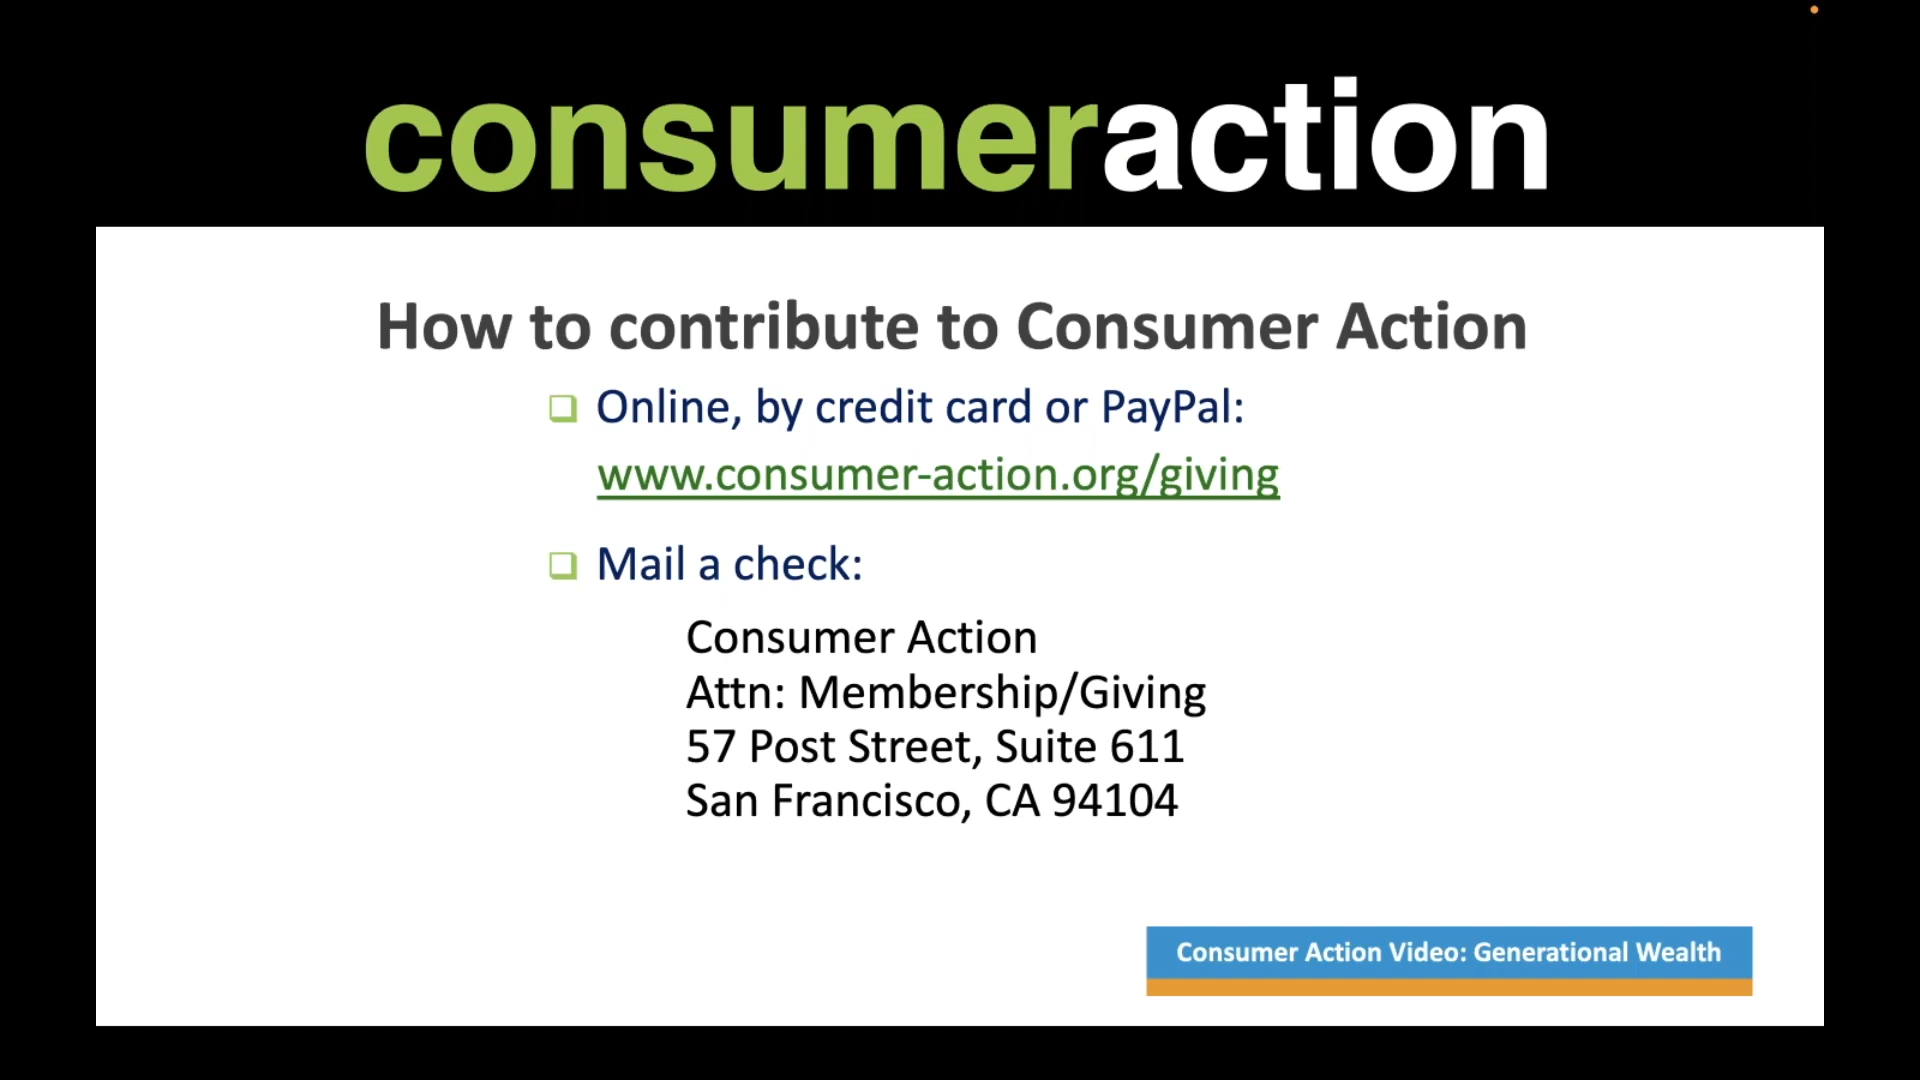 consumeraction
How to contribute to Consumer Action
Online, by credit card or PayPal:
www.consumer-action.org/giving
Mail a check:
Consumer Action
Attn: Membership/Giving
57 Post Street, Suite 611
San Francisco, CA 94104
Consumer Action Video: Generational Wealth